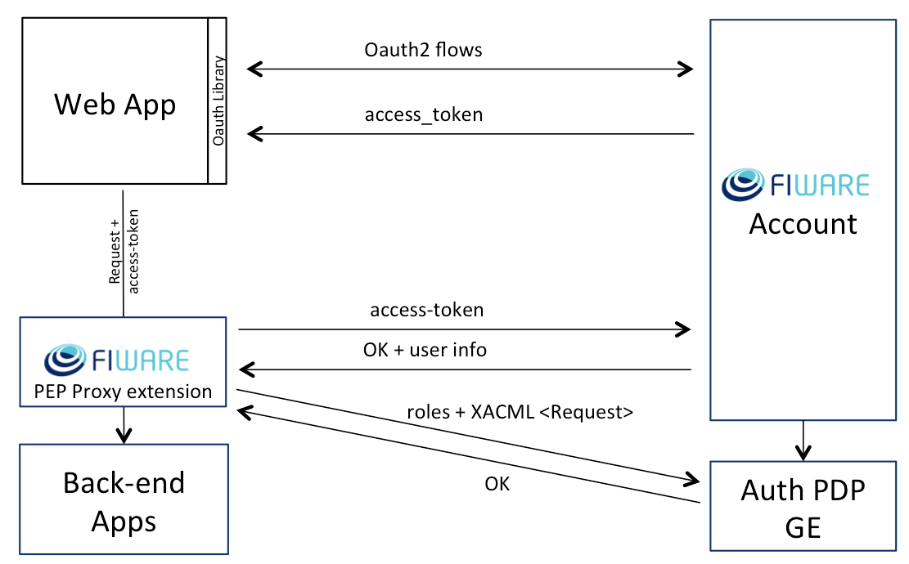 Oauth2 flows
Web App
Oauth Library
access_token
FIWARE
Account
Request +
access-token
access-token
FIWARE
PEP Proxy extension
OK + user info
roles + XACML <Request>
OK
Back-end
Apps
Auth PDP
GE